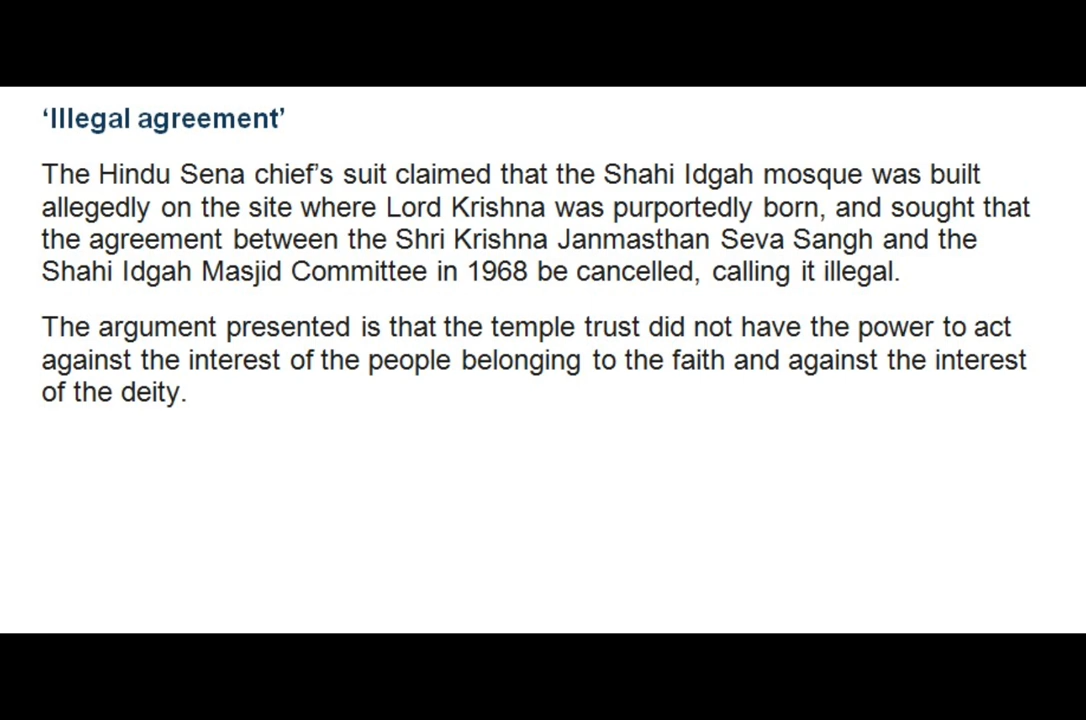 ‘Illegal agreement’
The Hindu Sena chief’s suit claimed that the Shahi Idgah mosque was built
allegedly on the site where Lord Krishna was purportedly born, and sought that
the agreement between the Shri Krishna Janmasthan Seva Sangh and the
Shahi Idgah Masjid Committee in 1968 be cancelled, calling it illegal.
The argument presented is that the temple trust did not have the power to act
against the interest of the people belonging to the faith and against the interest
of the deity.